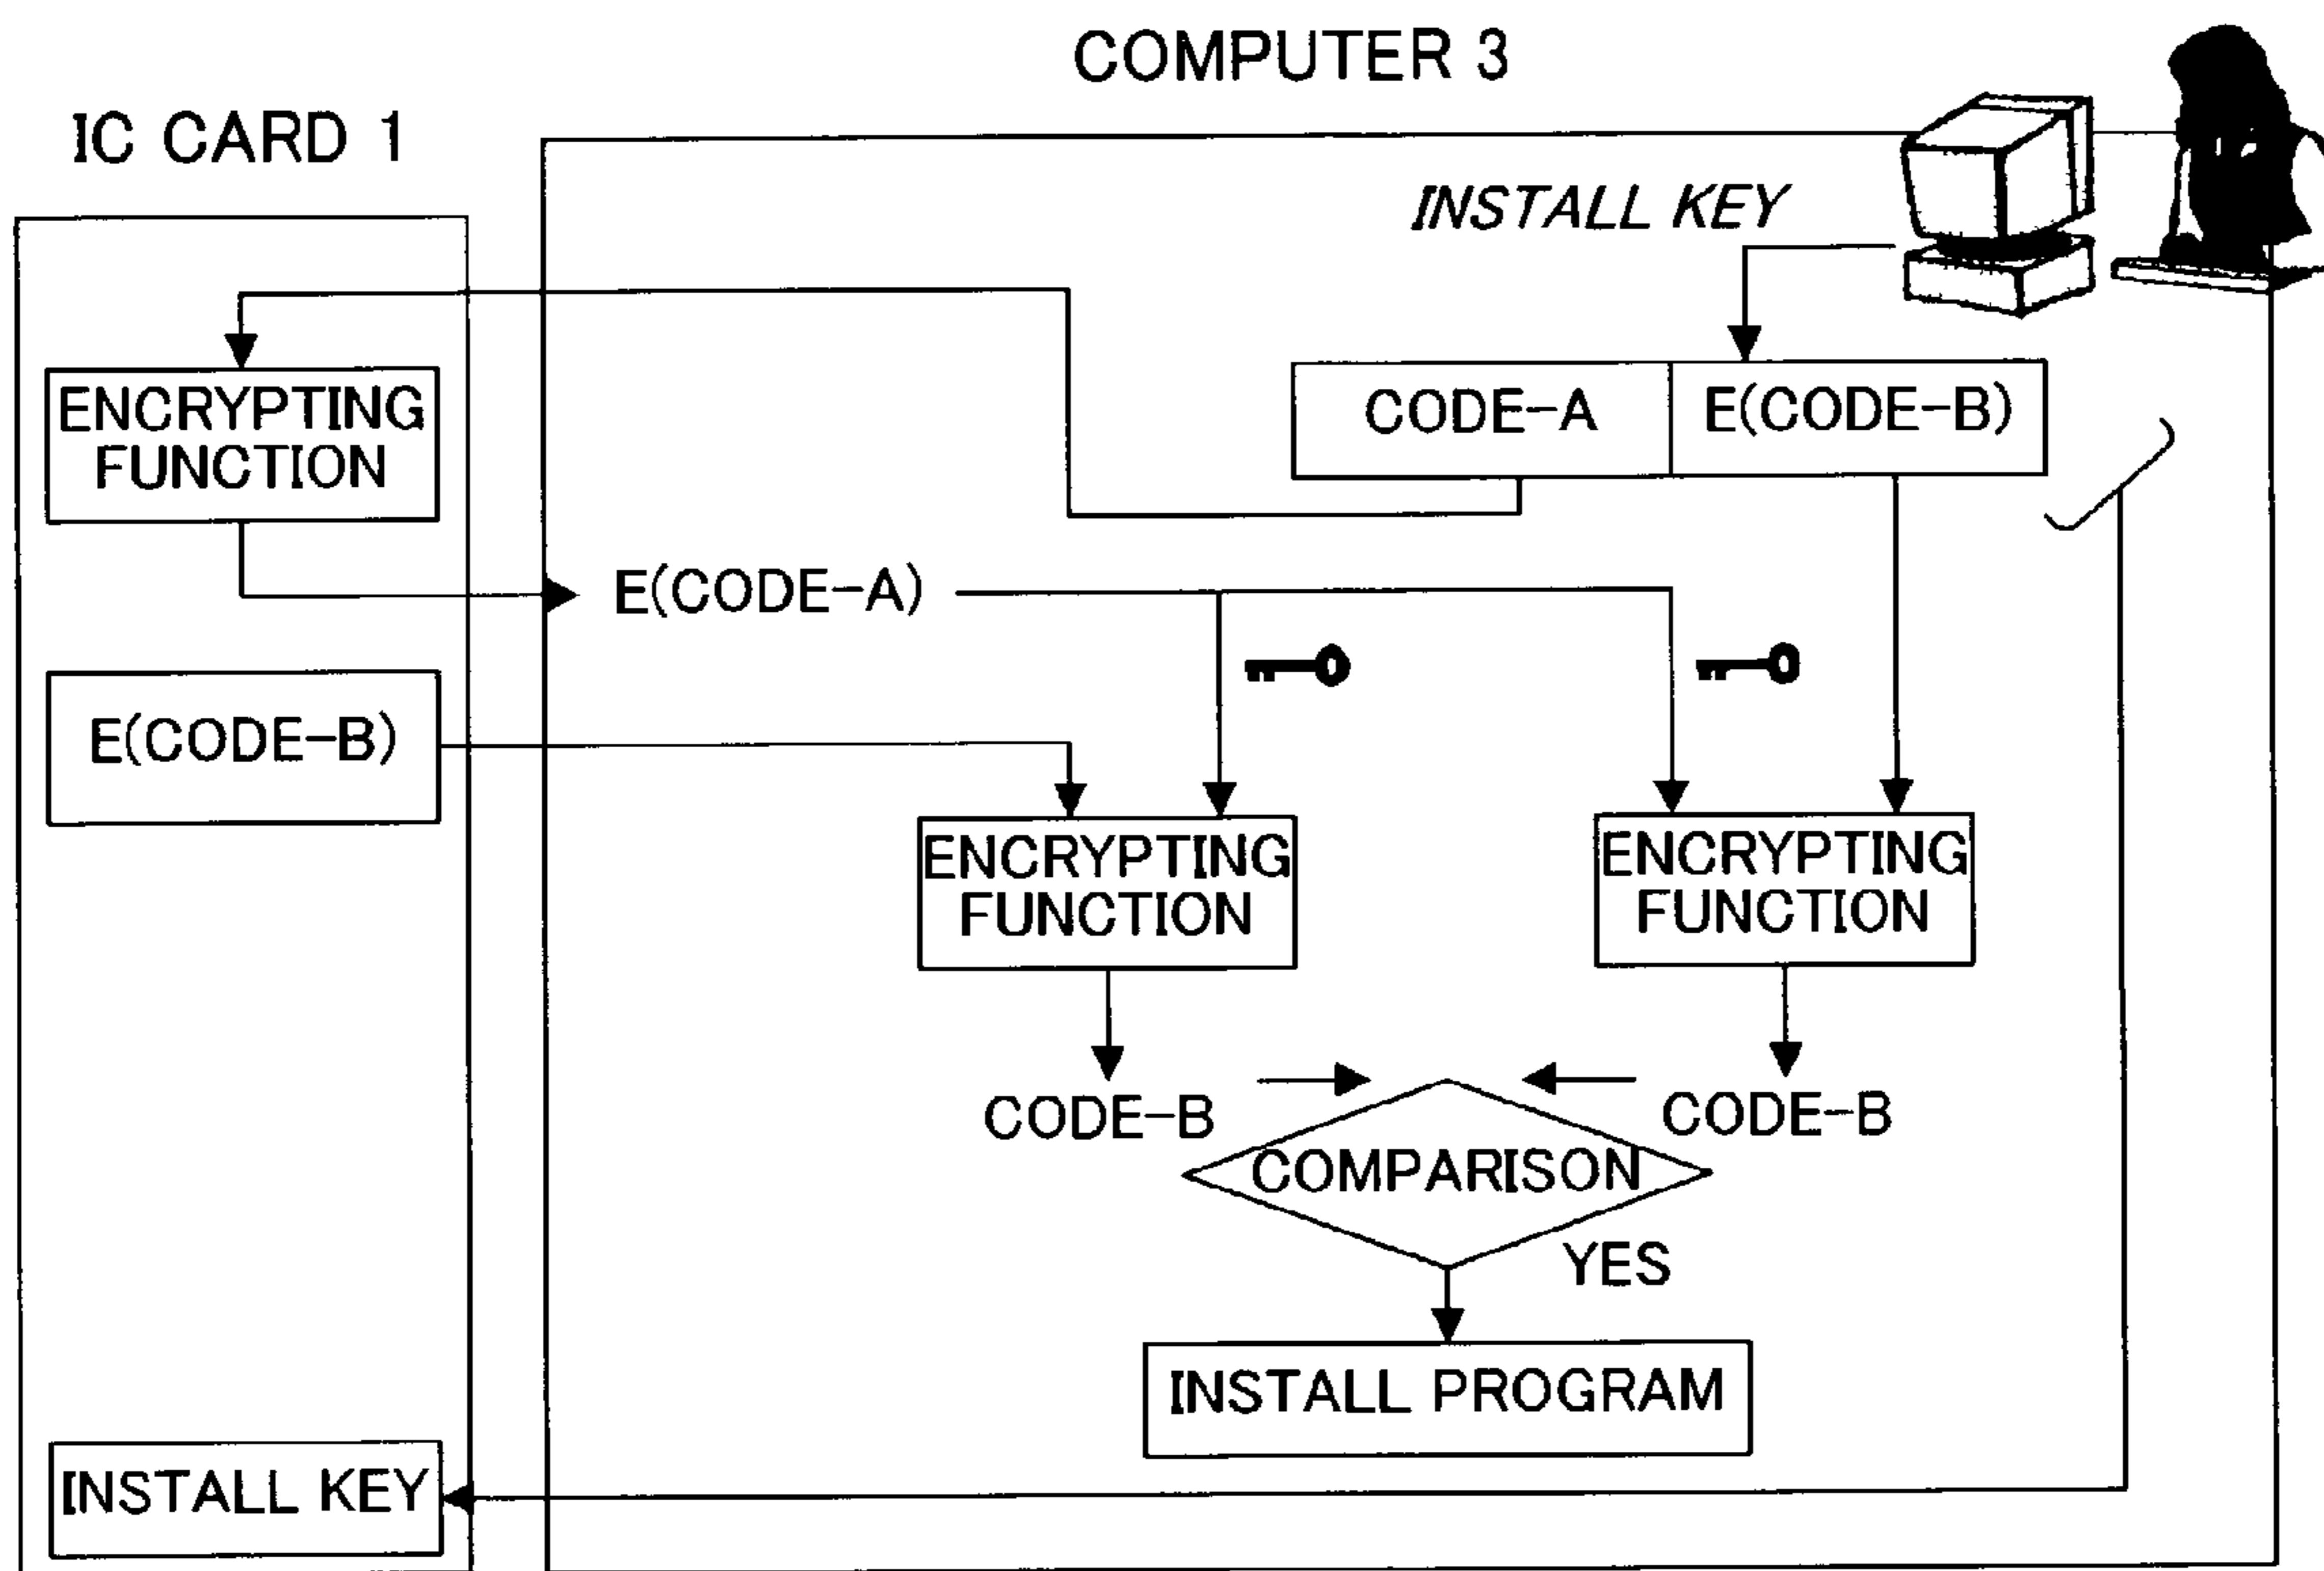 COMPUTER 3
IC CARD 1
INSTALL KEY
ENCRYPTING
FUNCTION
CODE-A
E(CODE-B)
E(CODE-A)
E(CODE-B)
ENCRYPTING
FUNCTION
ENCRYPTING
FUNCTION
CODE-B
CODE-B
COMPARISON
YES
INSTALL PROGRAM
INSTALL KEY